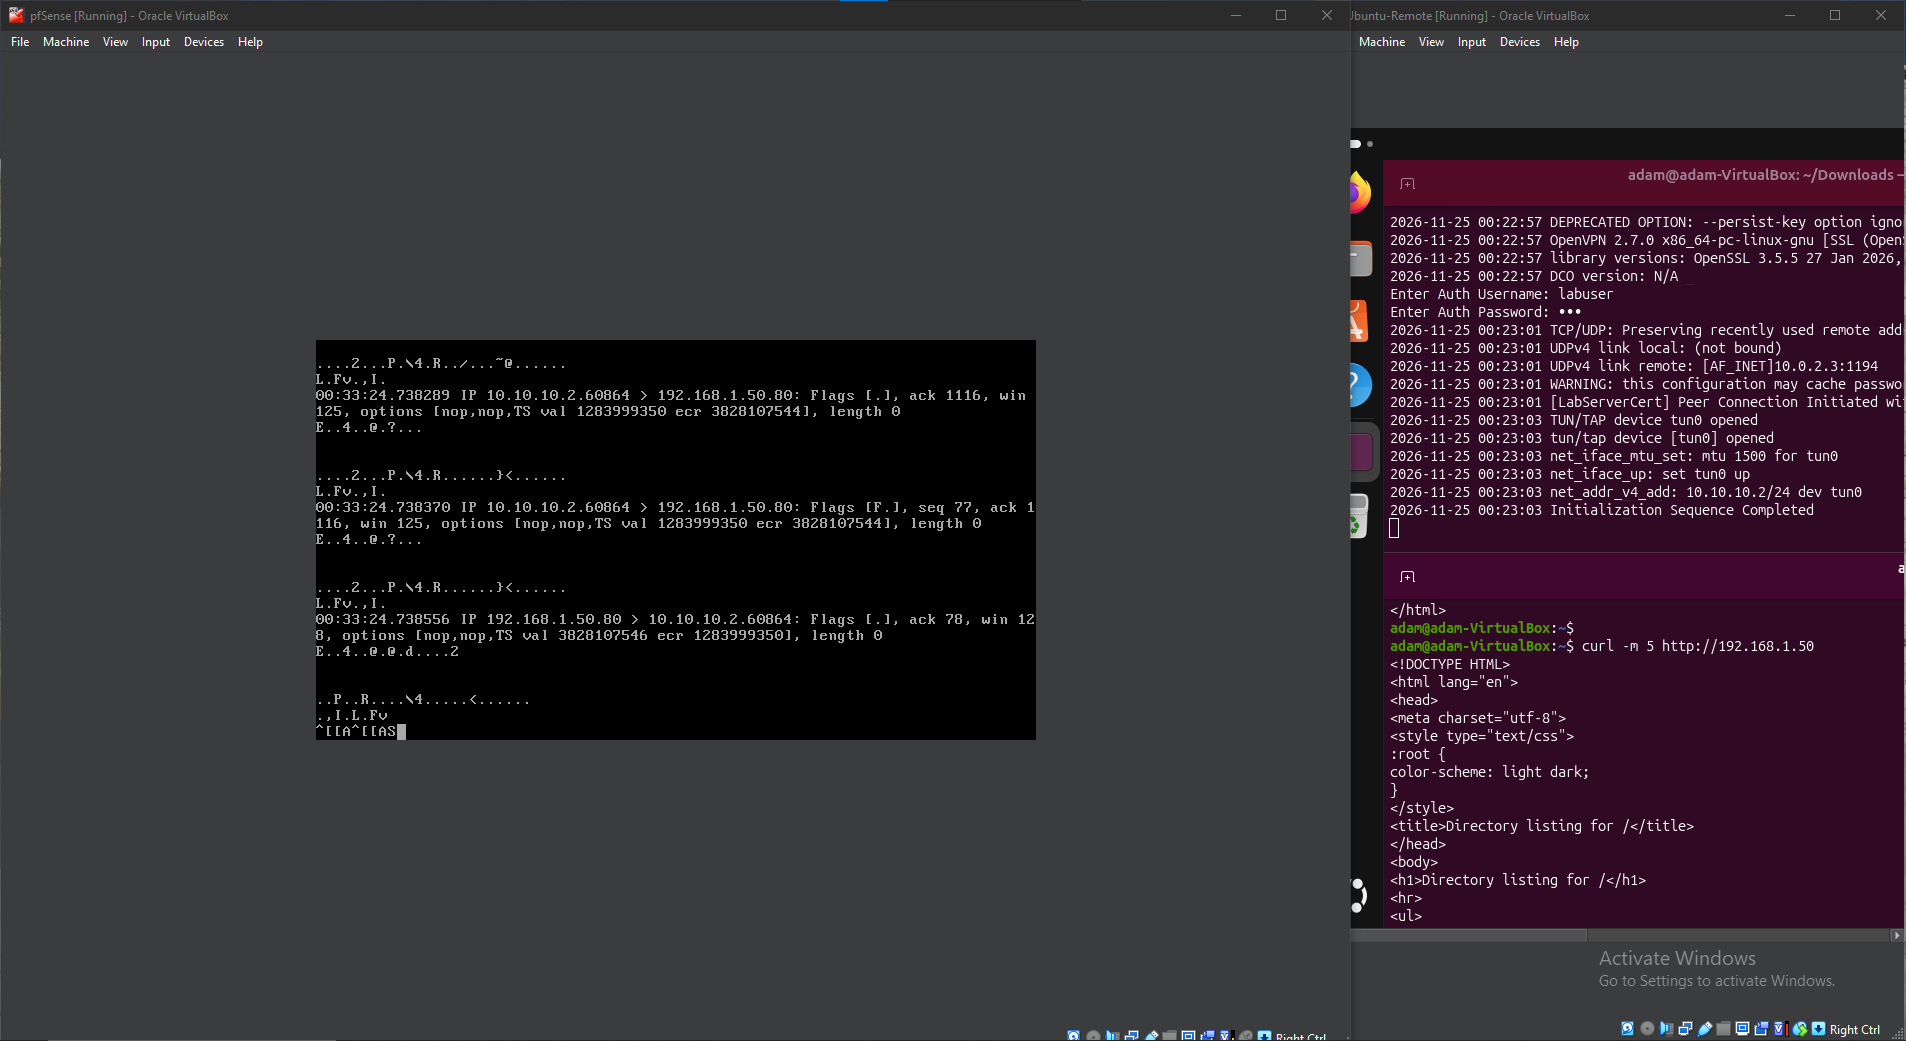 pfSense [Running] - Oracle VirtualBox
File Machine View Input Devices Help
....2...P.\4.R../...~@......
L.Fv.,I.
00:33:24.738289 IP 10.10.10.2.60864 > 192.168.1.50.80: Flags [.], ack 1116, win
125, options [nop,nop,TS val 1283999350 ecr 3828107544], length 0
E..4..@.?...
....2...P.\4.R......}<......
L.Fv.,I.
00:33:24.738370 IP 10.10.10.2.60864 > 192.168.1.50.80: Flags [F.], seq 77, ack 1
116, win 125, options [nop,nop,TS val 1283999350 ecr 3828107544], length 0
E..4..@.?...
....2...P.\4.R......}<......
L.Fv.,I.
00:33:24.738556 IP 192.168.1.50.80 > 10.10.10.2.60864: Flags [.], ack 78, win 12
8, options [nop,nop,TS val 3828107546 ecr 1283999350], length 0
E..4..@.@.d....2
..P..R....\4.....<......
.,I.L.Fv
^[[A^[[AS
Right Ctrl
Ubuntu-Remote [Running] - Oracle VirtualBox
Machine View Input Devices Help
adam@adam-VirtualBox: ~/Downloads —
2026-11-25 00:22:57 DEPRECATED OPTION: --persist-key option igno
2026-11-25 00:22:57 OpenVPN 2.7.0 x86_64-pc-linux-gnu [SSL (Open
2026-11-25 00:22:57 library versions: OpenSSL 3.5.5 27 Jan 2026,
2026-11-25 00:22:57 DCO version: N/A
Enter Auth Username: labuser
Enter Auth Password: •••
2026-11-25 00:23:01 TCP/UDP: Preserving recently used remote add
2026-11-25 00:23:01 UDPv4 link local: (not bound)
2026-11-25 00:23:01 UDPv4 link remote: [AF_INET]10.0.2.3:1194
2026-11-25 00:23:01 WARNING: this configuration may cache passwo
2026-11-25 00:23:01 [LabServerCert] Peer Connection Initiated wi
2026-11-25 00:23:03 TUN/TAP device tun0 opened
2026-11-25 00:23:03 tun/tap device [tun0] opened
2026-11-25 00:23:03 net_iface_mtu_set: mtu 1500 for tun0
2026-11-25 00:23:03 net_iface_up: set tun0 up
2026-11-25 00:23:03 net_addr_v4_add: 10.10.10.2/24 dev tun0
2026-11-25 00:23:03 Initialization Sequence Completed
a
</html>
adam@adam-VirtualBox:~$
adam@adam-VirtualBox:~$ curl -m 5 http://192.168.1.50
<!DOCTYPE HTML>
<html lang="en">
<head>
<meta charset="utf-8">
<style type="text/css">
:root {
color-scheme: light dark;
}
</style>
<title>Directory listing for /</title>
</head>
<body>
<h1>Directory listing for /</h1>
<hr>
<ul>
Activate Windows
Go to Settings to activate Windows.
Right Ctrl